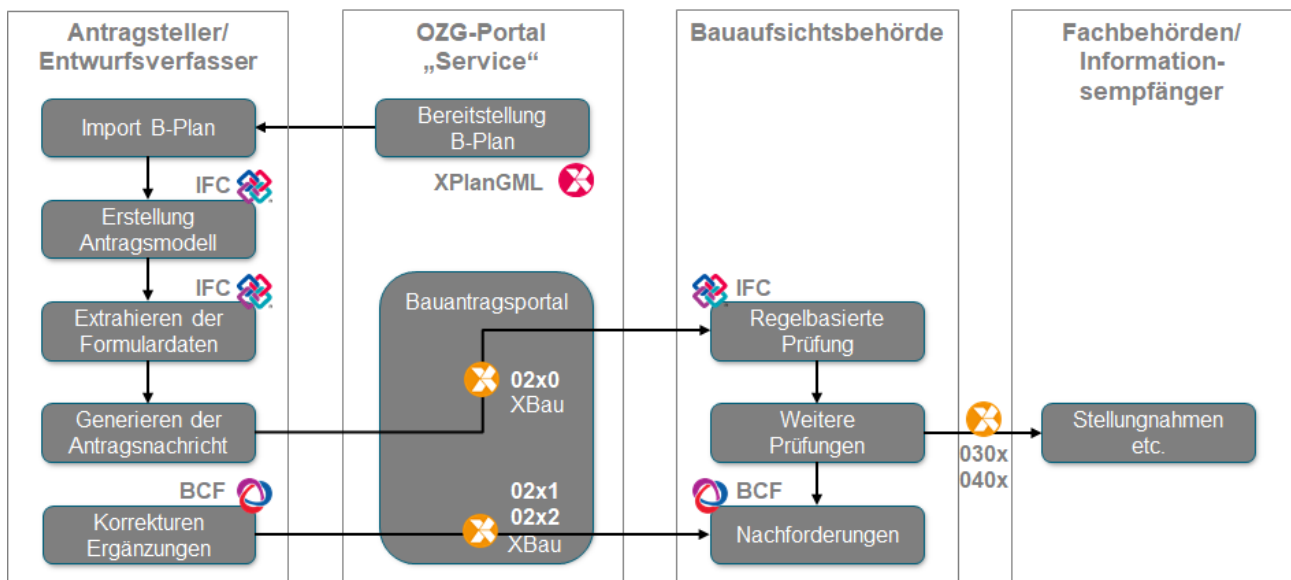 Antragsteller/
Entwurfsverfasser
Import B-Plan
IFC
Erstellung
Antragsmodell
IFC
Extrahieren der
Formulardaten
Generieren der
Antragsnachricht
BCF
Korrekturen
Ergänzungen
OZG-Portal
„Service“
Bereitstellung
B-Plan
XPlanGML
Bauantragsportal
02x0
XBau
02x1
02x2
XBau
Bauaufsichtsbehörde
IFC
Regelbasierte
Prüfung
Weitere
Prüfungen
BCF
Nachforderungen
030x
040x
Fachbehörden/
Information-
sempfänger
Stellungnahmen
etc.